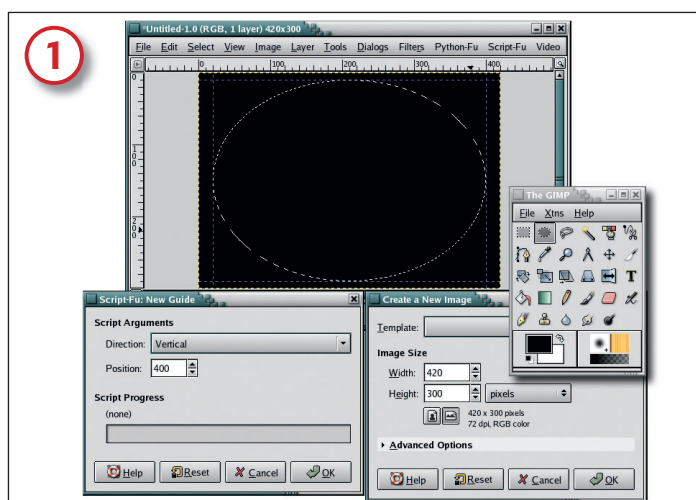 1
*Untitled-1.0 (RGB, 1 layer) 420x300
File Edit Select View Image Layer Tools Dialogs Filters Python-Fu Script-Fu Video
0 100 200 300 400
0
100
200
The GIMP
File Xtns Help
T
Script-Fu: New Guide
Script Arguments
Direction: Vertical
Position: 400
Script Progress
(none)
Help Reset Cancel OK
Create a New Image
Template:
Image Size
Width: 420
Height: 300 pixels
420 x 300 pixels
72 dpi, RGB color
Advanced Options
Help Reset Cancel OK